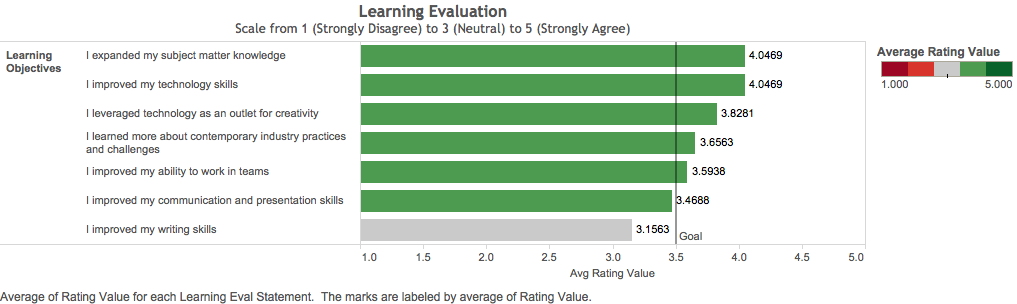 Learning Evaluation
Scale from 1 (Strongly Disagree) to 3 (Neutral) to 5 (Strongly Agree)
Learning
Objectives
I expanded my subject matter knowledge
4.0469
I improved my technology skills
4.0469
I leveraged technology as an outlet for creativity
3.8281
I learned more about contemporary industry practices
and challenges
3.6563
I improved my ability to work in teams
3.5938
I improved my communication and presentation skills
3.4688
I improved my writing skills
3.1563
Goal
1.0 1.5 2.0 2.5 3.0 3.5 4.0 4.5 5.0
Avg Rating Value
Average Rating Value
1.000 5.000
Average of Rating Value for each Learning Eval Statement. The marks are labeled by average of Rating Value.